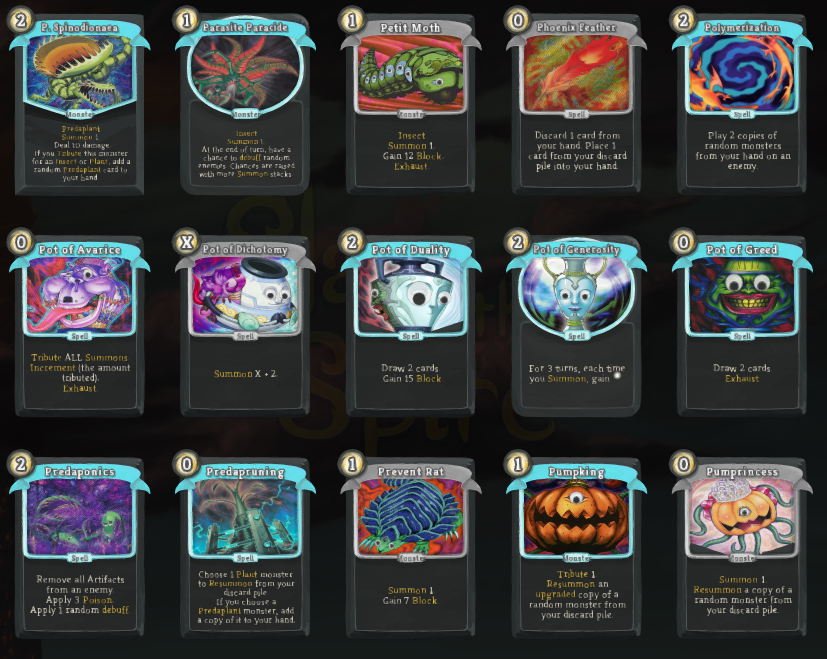 2
P. Spinodionaea
Monster
Predaplant
Summon 1.
Deal 10 damage.
If you Tribute this monster
for an Insect or Plant, add a
random Predaplant card to
your hand.
1
Parasite Paracide
Monster
Insect
Summon 1.
At the end of turn, have a
chance to debuff random
enemies. Chances are raised
with more Summon stacks.
1
Petit Moth
Monster
Insect
Summon 1.
Gain 12 Block.
Exhaust.
0
Phoenix Feather
Spell
Discard 1 card from
your hand. Place 1
card from your discard
pile into your hand.
2
Polymerization
Spell
Play 2 copies of
random monsters
from your hand on an
enemy.
0
Pot of Avarice
Spell
Tribute ALL Summons.
Increment (the amount
tributed).
Exhaust.
X
Pot of Dichotomy
Spell
Summon X + 2.
2
Pot of Duality
Spell
Draw 2 cards.
Gain 15 Block.
2
Pot of Generosity
Spell
For 3 turns, each time
you Summon, gain
0
Pot of Greed
Spell
Draw 2 cards.
Exhaust.
2
Predaponics
Spell
Remove all Artifacts
from an enemy.
Apply 3 Poison.
Apply 1 random debuff.
0
Predapruning
Spell
Choose 1 Plant monster
to Resummon from your
discard pile.
If you choose a
Predaplant monster, add
a copy of it to your hand.
1
Prevent Rat
Monster
Summon 1.
Gain 7 Block.
1
Pumpking
Monster
Tribute 1.
Resummon an
upgraded copy of a
random monster from
your discard pile.
0
Pumprincess
Monster
Summon 1.
Resummon a copy of a
random monster from
your discard pile.